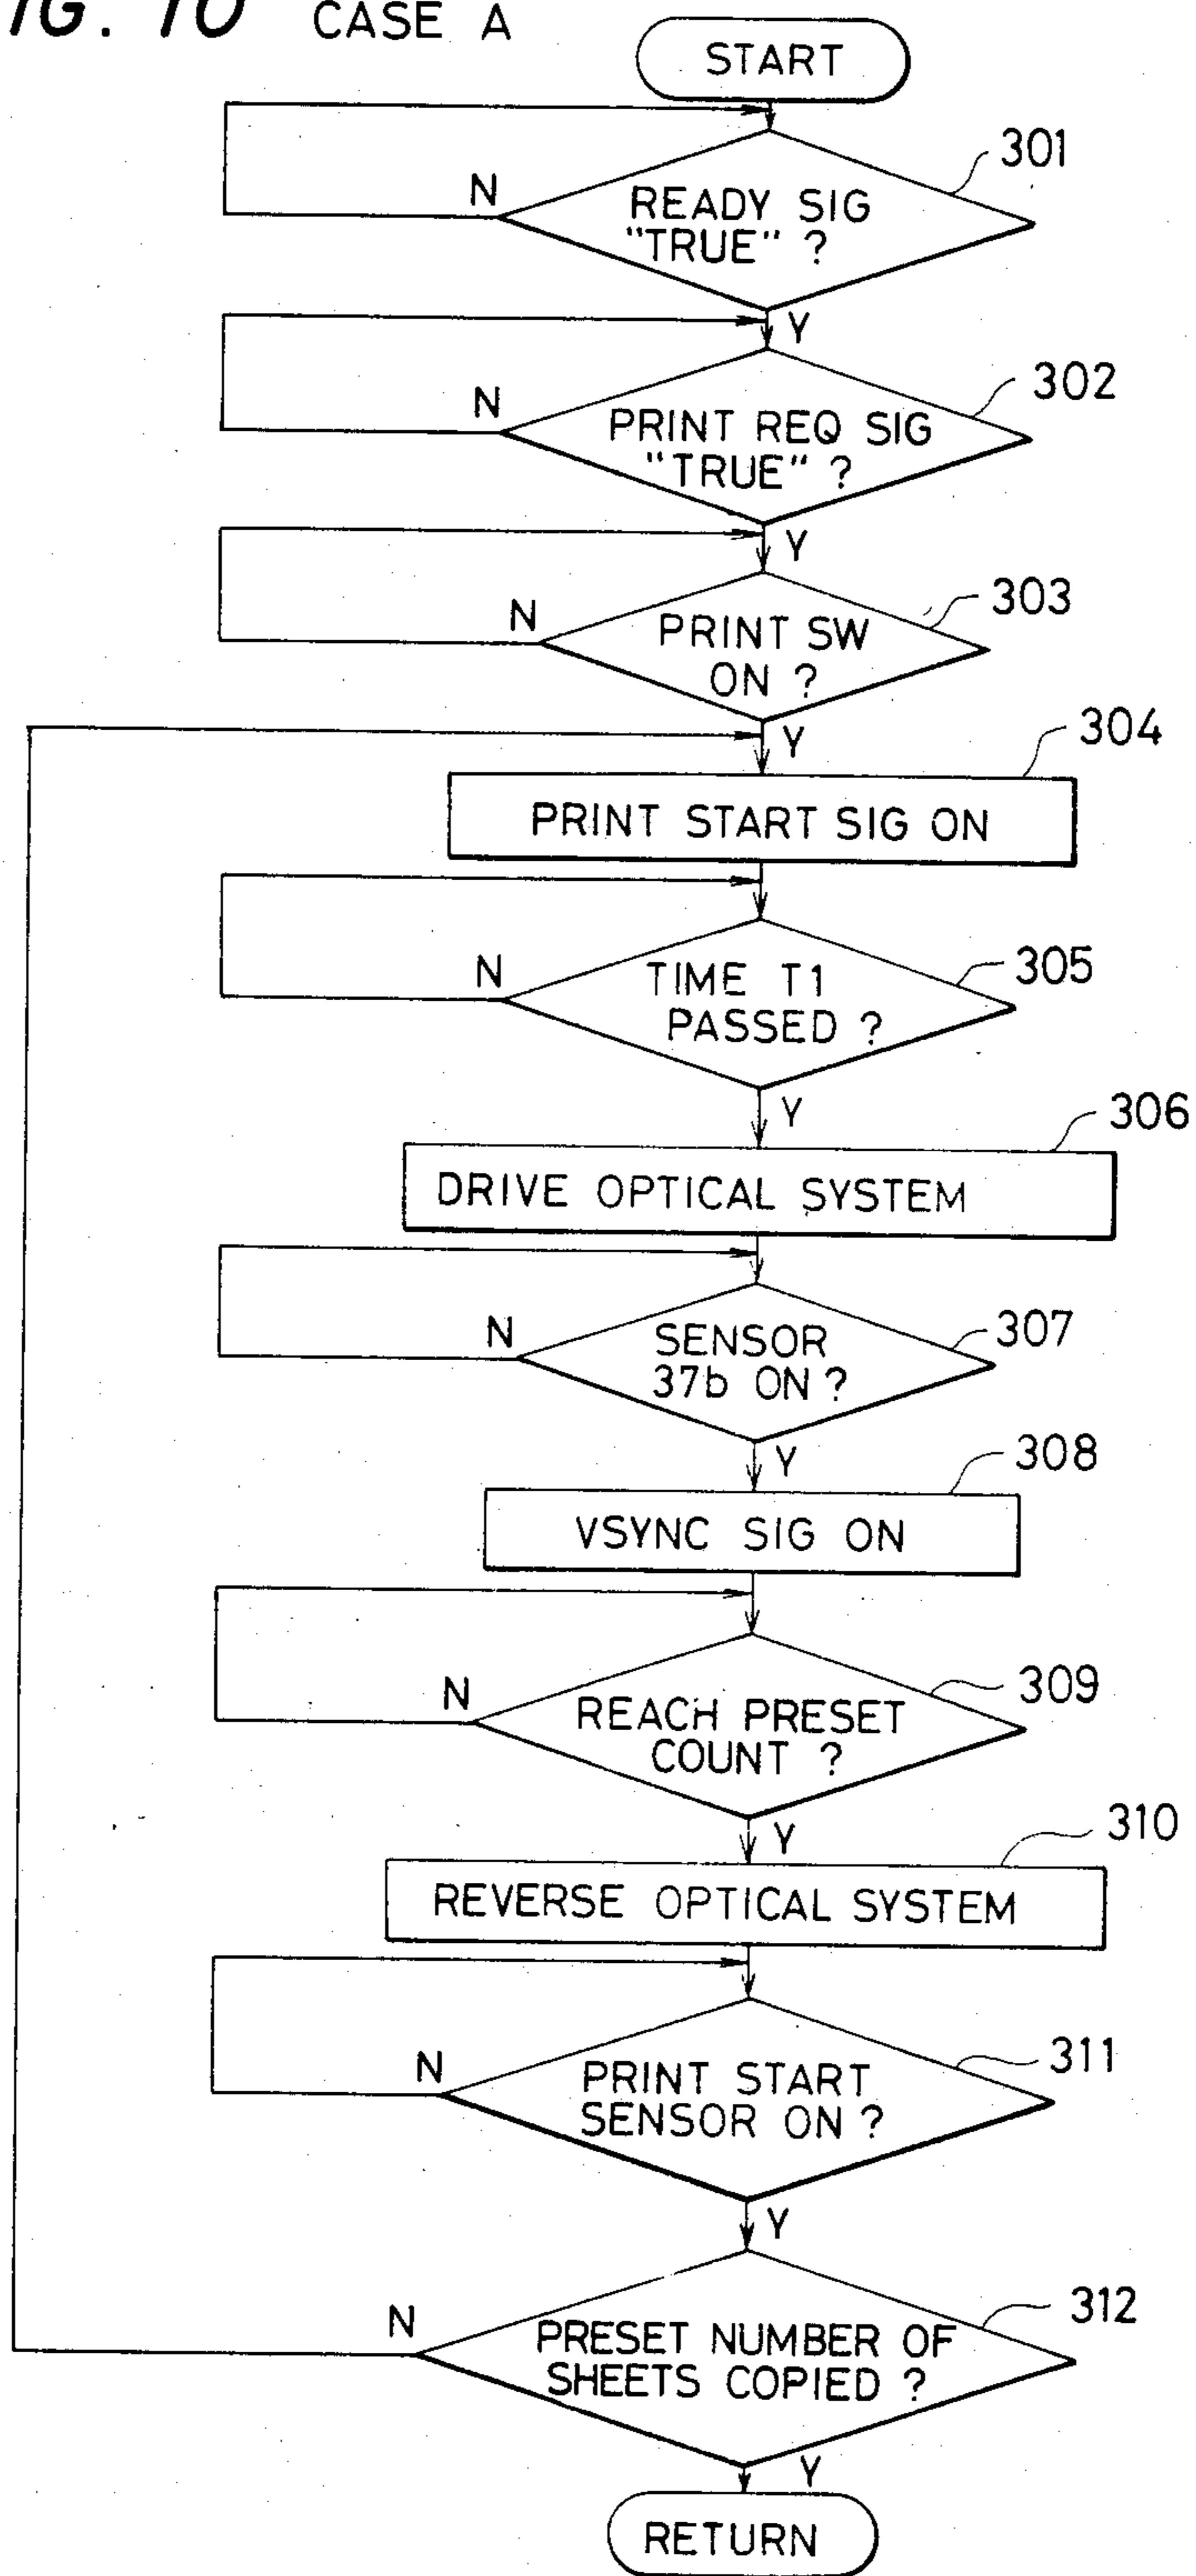 IG. 10 CASE A
START
301
N
READY SIG
"TRUE" ?
Y
302
N
PRINT REQ SIG
"TRUE" ?
Y
303
N
PRINT SW
ON ?
Y
304
PRINT START SIG ON
305
N
TIME T1
PASSED ?
Y
306
DRIVE OPTICAL SYSTEM
307
N
SENSOR
37b ON ?
Y
308
VSYNC SIG ON
309
N
REACH PRESET
COUNT ?
Y
310
REVERSE OPTICAL SYSTEM
311
N
PRINT START
SENSOR ON ?
Y
312
N
PRESET NUMBER OF
SHEETS COPIED ?
Y
RETURN